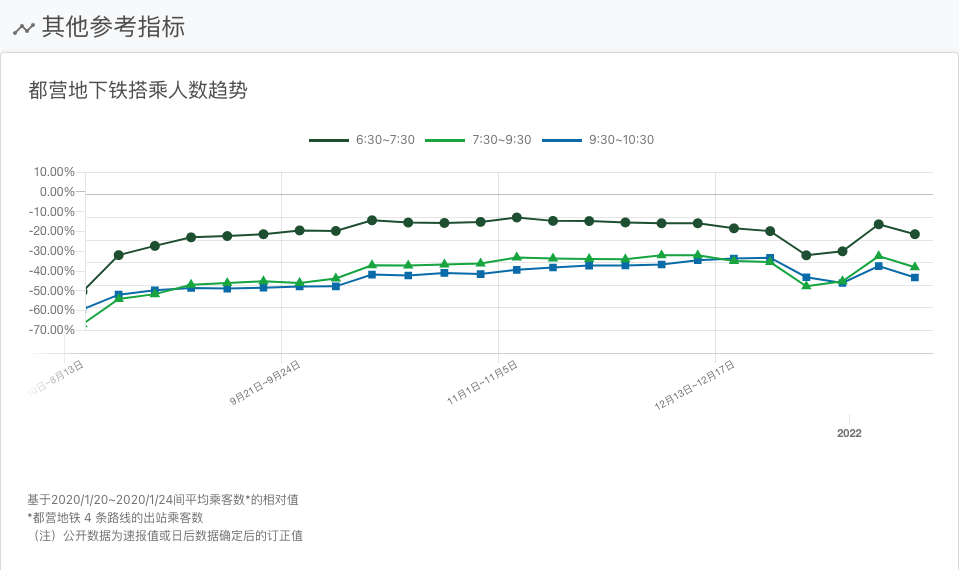 其他参考指标
都营地下铁搭乘人数趋势
6:30~7:30 7:30~9:30 9:30~10:30
10.00%
0.00%
-10.00%
-20.00%
-30.00%
-40.00%
-50.00%
-60.00%
-70.00%
10日~8月13日 9月21日~9月24日 11月1日~11月5日 12月13日~12月17日
2022
基于2020/1/20~2020/1/24间平均乘客数*的相对值
*都营地铁 4 条路线的出站乘客数
（注）公开数据为速报值或日后数据确定后的订正值